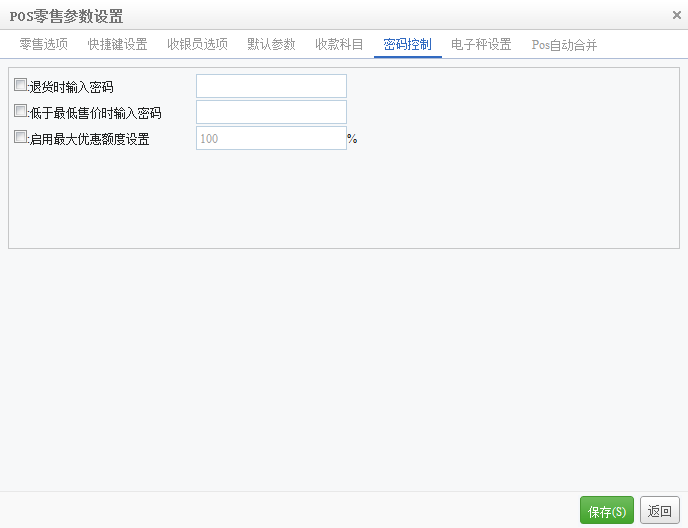 POS零售参数设置
零售选项 快捷键设置 收银员选项 默认参数 收款科目 密码控制 电子秤设置 Pos自动合并
:退货时输入密码
:低于最低售价时输入密码
:启用最大优惠额度设置 100 %
保存(S) 返回